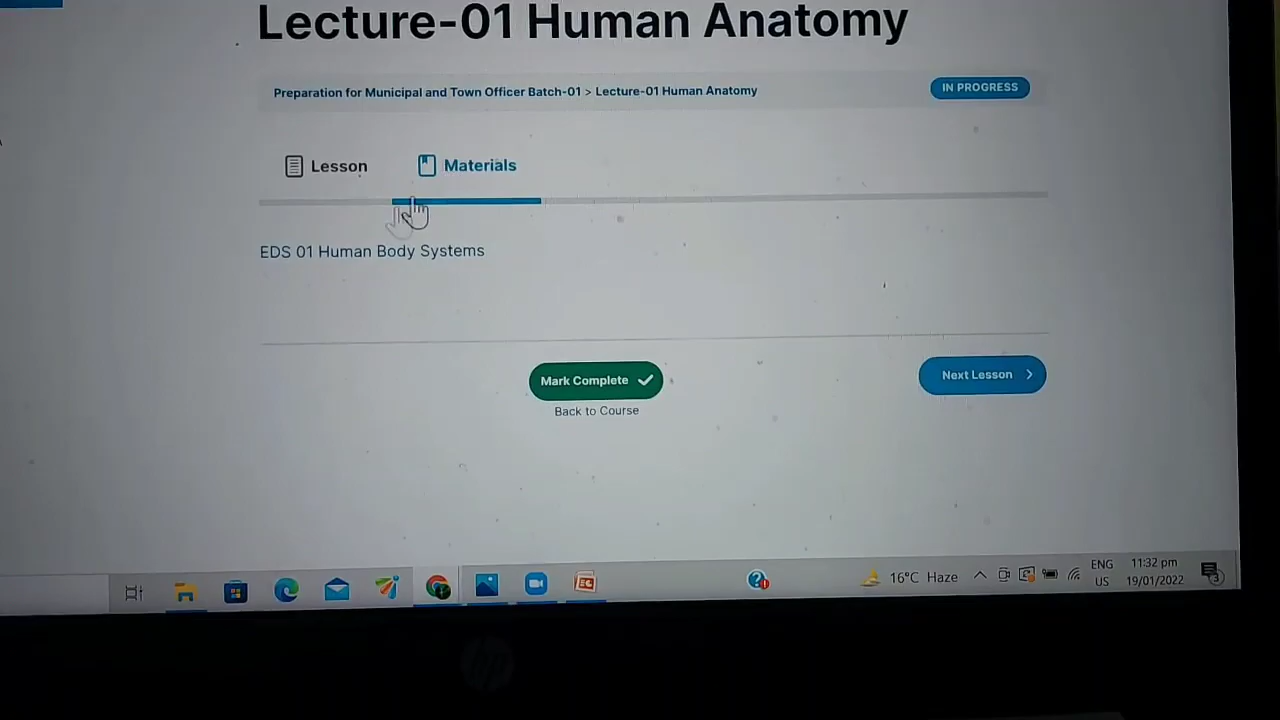 Lecture-01 Human Anatomy
Preparation for Municipal and Town Officer Batch-01 > Lecture-01 Human Anatomy
IN PROGRESS
Lesson
Materials
EDS 01 Human Body Systems
Mark Complete
Next Lesson
Back to Course
16°C Haze
ENG
US
11:32 pm
19/01/2022
3
hp